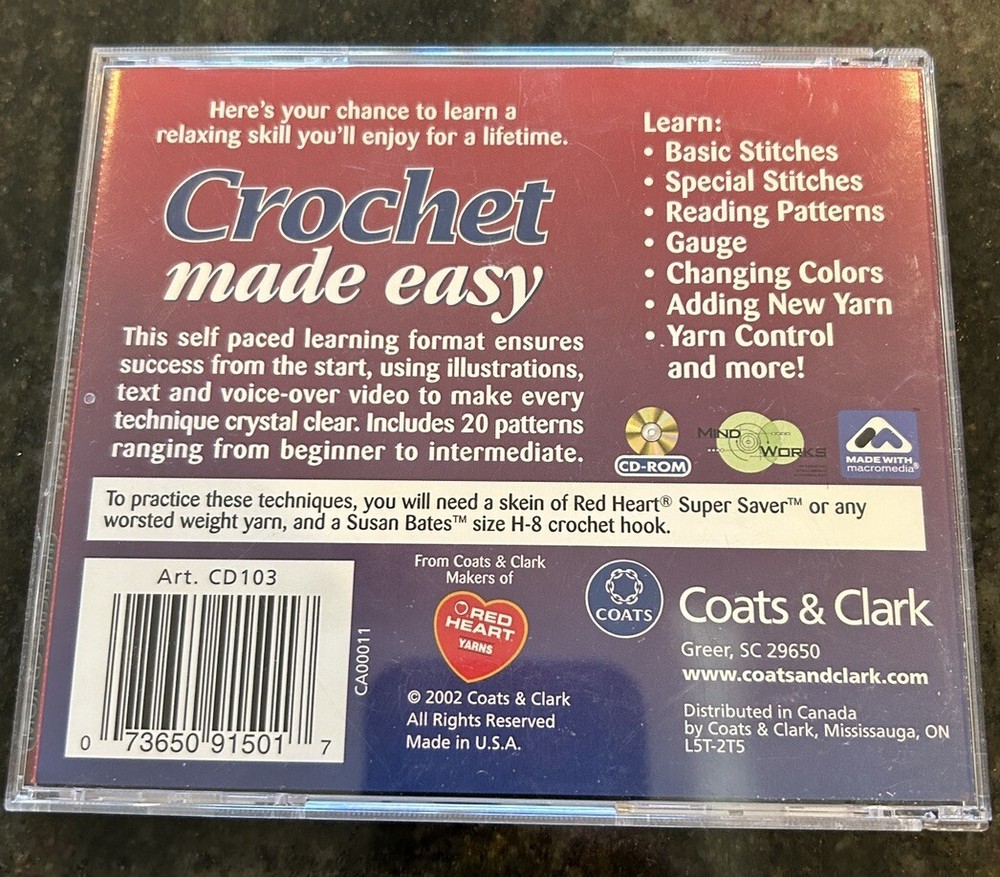 Here's your chance to learn a
relaxing skill you'll enjoy for a lifetime.
Crochet
made easy
This self paced learning format ensures
success from the start, using illustrations,
text and voice-over video to make every
technique crystal clear. Includes 20 patterns
ranging from beginner to intermediate.
Learn:
• Basic Stitches
• Special Stitches
• Reading Patterns
• Gauge
• Changing Colors
• Adding New Yarn
• Yarn Control
and more!
CD-ROM
MIND
WORKS
MADE WITH
macromedia®
To practice these techniques, you will need a skein of Red Heart® Super Saver™ or any
worsted weight yarn, and a Susan Bates™ size H-8 crochet hook.
Art. CD103
0 73650 91501 7
CA00011
From Coats & Clark
Makers of
RED
HEART
YARNS
© 2002 Coats & Clark
All Rights Reserved
Made in U.S.A.
COATS
Coats & Clark
Greer, SC 29650
www.coatsandclark.com
Distributed in Canada
by Coats & Clark, Mississauga, ON
L5T-2T5